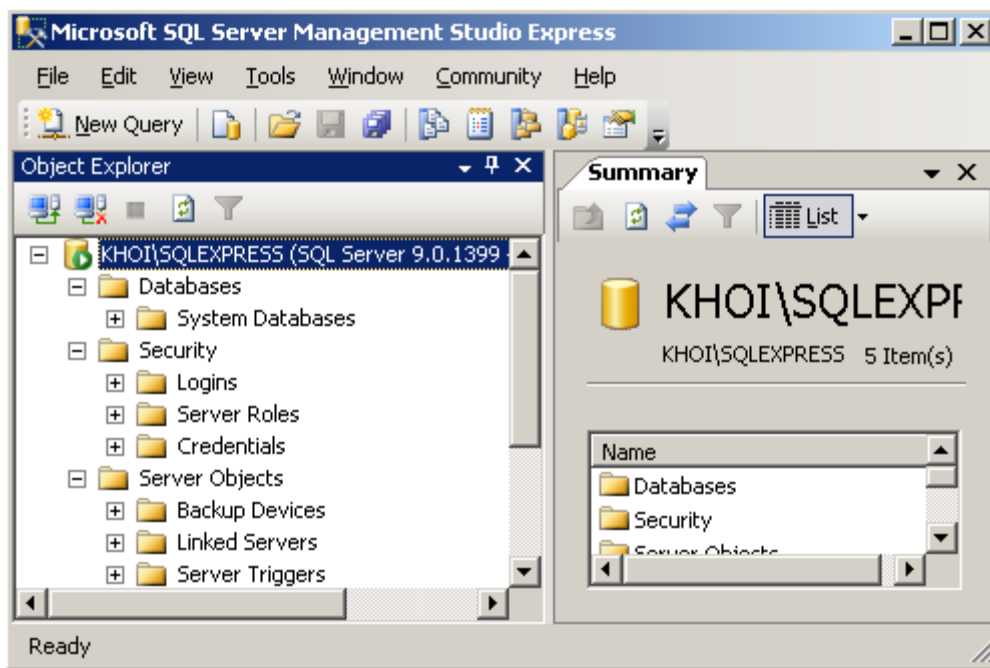 Microsoft SQL Server Management Studio Express
File Edit View Tools Window Community Help
New Query
Object Explorer
Summary
List
KHOI\SQLEXPRESS (SQL Server 9.0.1399 -
Databases
System Databases
Security
Logins
Server Roles
Credentials
Server Objects
Backup Devices
Linked Servers
Server Triggers
KHOI\SQLEXPR
KHOI\SQLEXPRESS 5 Item(s)
Name
Databases
Security
Server Objects
Ready